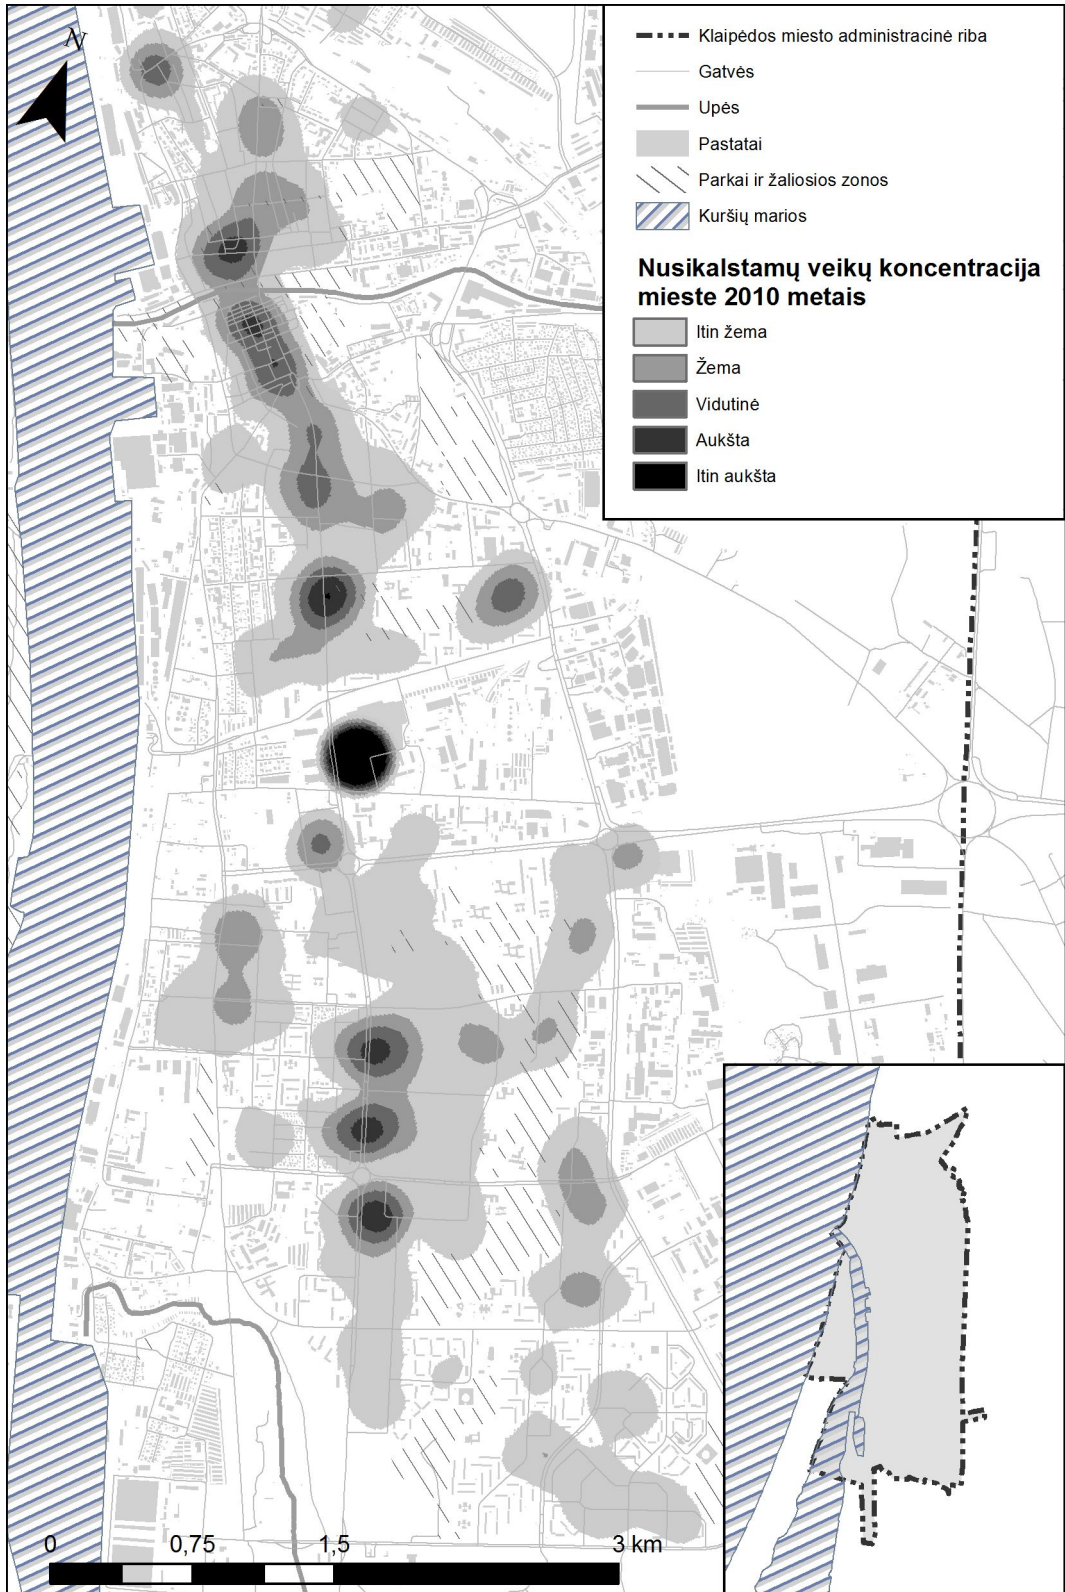 N
Klaipėdos miesto administracinė riba
Gatvės
Upės
Pastatai
Parkai ir žaliosios zonos
Kuršių marios
Nusikalstamų veikų koncentracija
mieste 2010 metais
Itin žema
Žema
Vidutinė
Aukšta
Itin aukšta
0 0,75 1,5 3 km